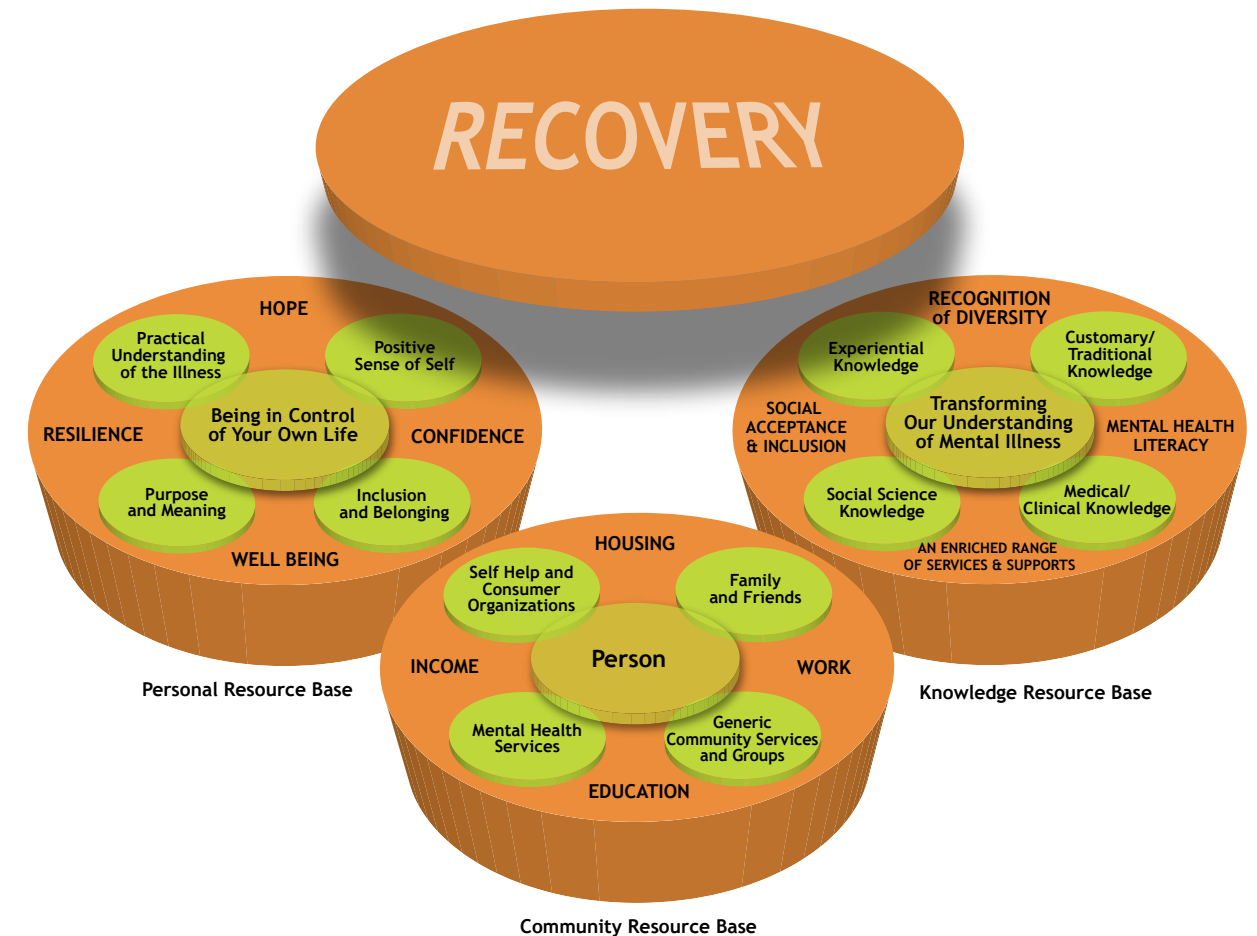 RECOVERY
HOPE
Practical
Understanding
of the Illness
Positive
Sense of Self
Being in Control
of Your Own Life
RESILIENCE
CONFIDENCE
Purpose
and Meaning
Inclusion
and Belonging
WELL BEING
Personal Resource Base
RECOGNITION
of DIVERSITY
Experiential
Knowledge
Customary/
Traditional
Knowledge
Transforming
Our Understanding
of Mental Illness
SOCIAL
ACCEPTANCE
& INCLUSION
MENTAL HEALTH
LITERACY
Social Science
Knowledge
Medical/
Clinical Knowledge
AN ENRICHED RANGE
OF SERVICES & SUPPORTS
Knowledge Resource Base
HOUSING
Self Help and
Consumer
Organizations
Family
and Friends
Person
INCOME
WORK
Mental Health
Services
Generic
Community Services
and Groups
EDUCATION
Community Resource Base